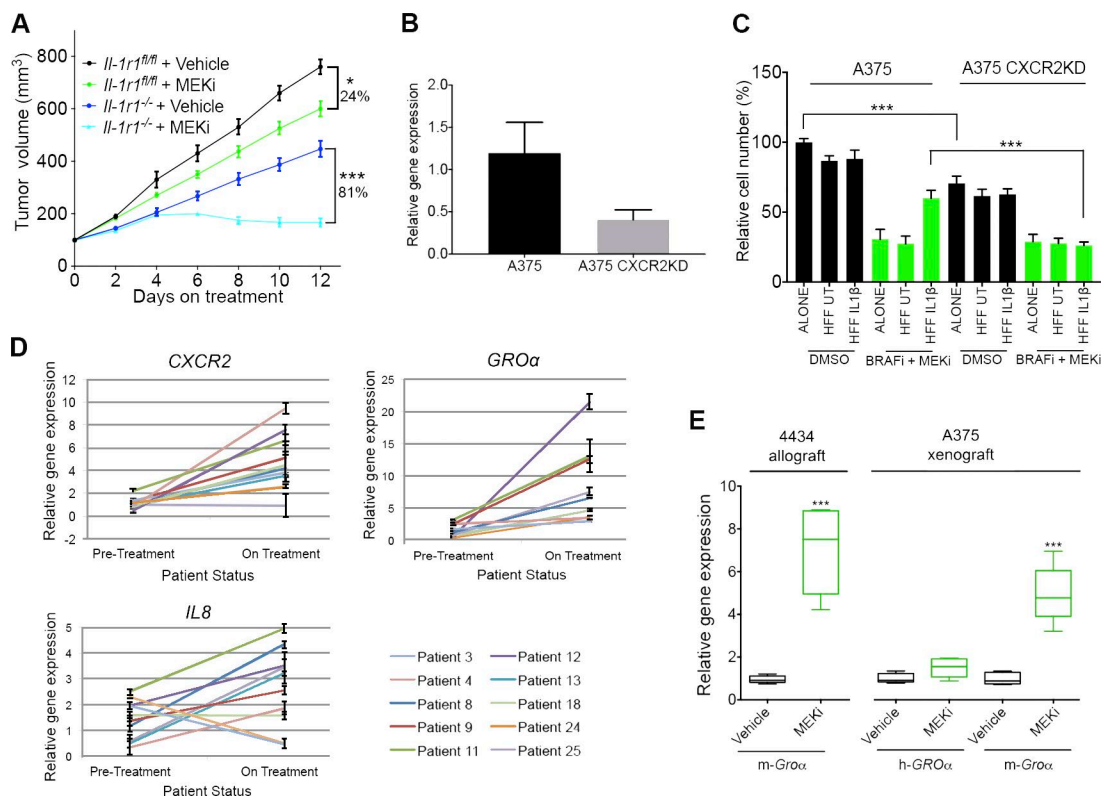 A
Tumor volume (mm³)
800
600
400
200
0
Il-1r1fl/fl + Vehicle
Il-1r1fl/fl + MEKi
Il-1r1-/- + Vehicle
Il-1r1-/- + MEKi
*
24%
***
81%
0 2 4 6 8 10 12
Days on treatment
B
Relative gene expression
2.0
1.5
1.0
0.5
0.0
A375
A375 CXCR2KD
C
Relative cell number (%)
150
100
50
0
A375
A375 CXCR2KD
***
***
ALONE
HFF UT
HFF IL1β
ALONE
HFF UT
HFF IL1β
ALONE
HFF UT
HFF IL1β
ALONE
HFF UT
HFF IL1β
DMSO
BRAFi + MEKi
DMSO
BRAFi + MEKi
D
CXCR2
Relative gene expression
12
10
8
6
4
2
0
-2
Pre-Treatment
On Treatment
Patient Status
GROα
Relative gene expression
25
20
15
10
5
0
Pre-Treatment
On Treatment
Patient Status
IL8
Relative gene expression
5
4
3
2
1
0
Pre-Treatment
On Treatment
Patient Status
Patient 3
Patient 4
Patient 8
Patient 9
Patient 11
Patient 12
Patient 13
Patient 18
Patient 24
Patient 25
E
4434
allograft
A375
xenograft
Relative gene expression
10
8
6
4
2
0
***
***
Vehicle
MEKi
Vehicle
MEKi
Vehicle
MEKi
m-Groα
h-GROα
m-Groα